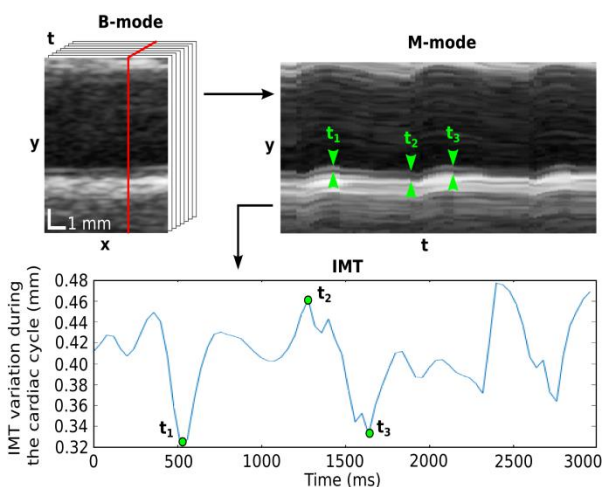 B-mode
t
y
1 mm
x
M-mode
t₁
t₂
t₃
y
t
IMT
IMT variation during
the cardiac cycle (mm)
0.48
0.46
0.44
0.42
0.40
0.38
0.36
0.34
0.32
t₂
t₁
t₃
0 500 1000 1500 2000 2500 3000
Time (ms)